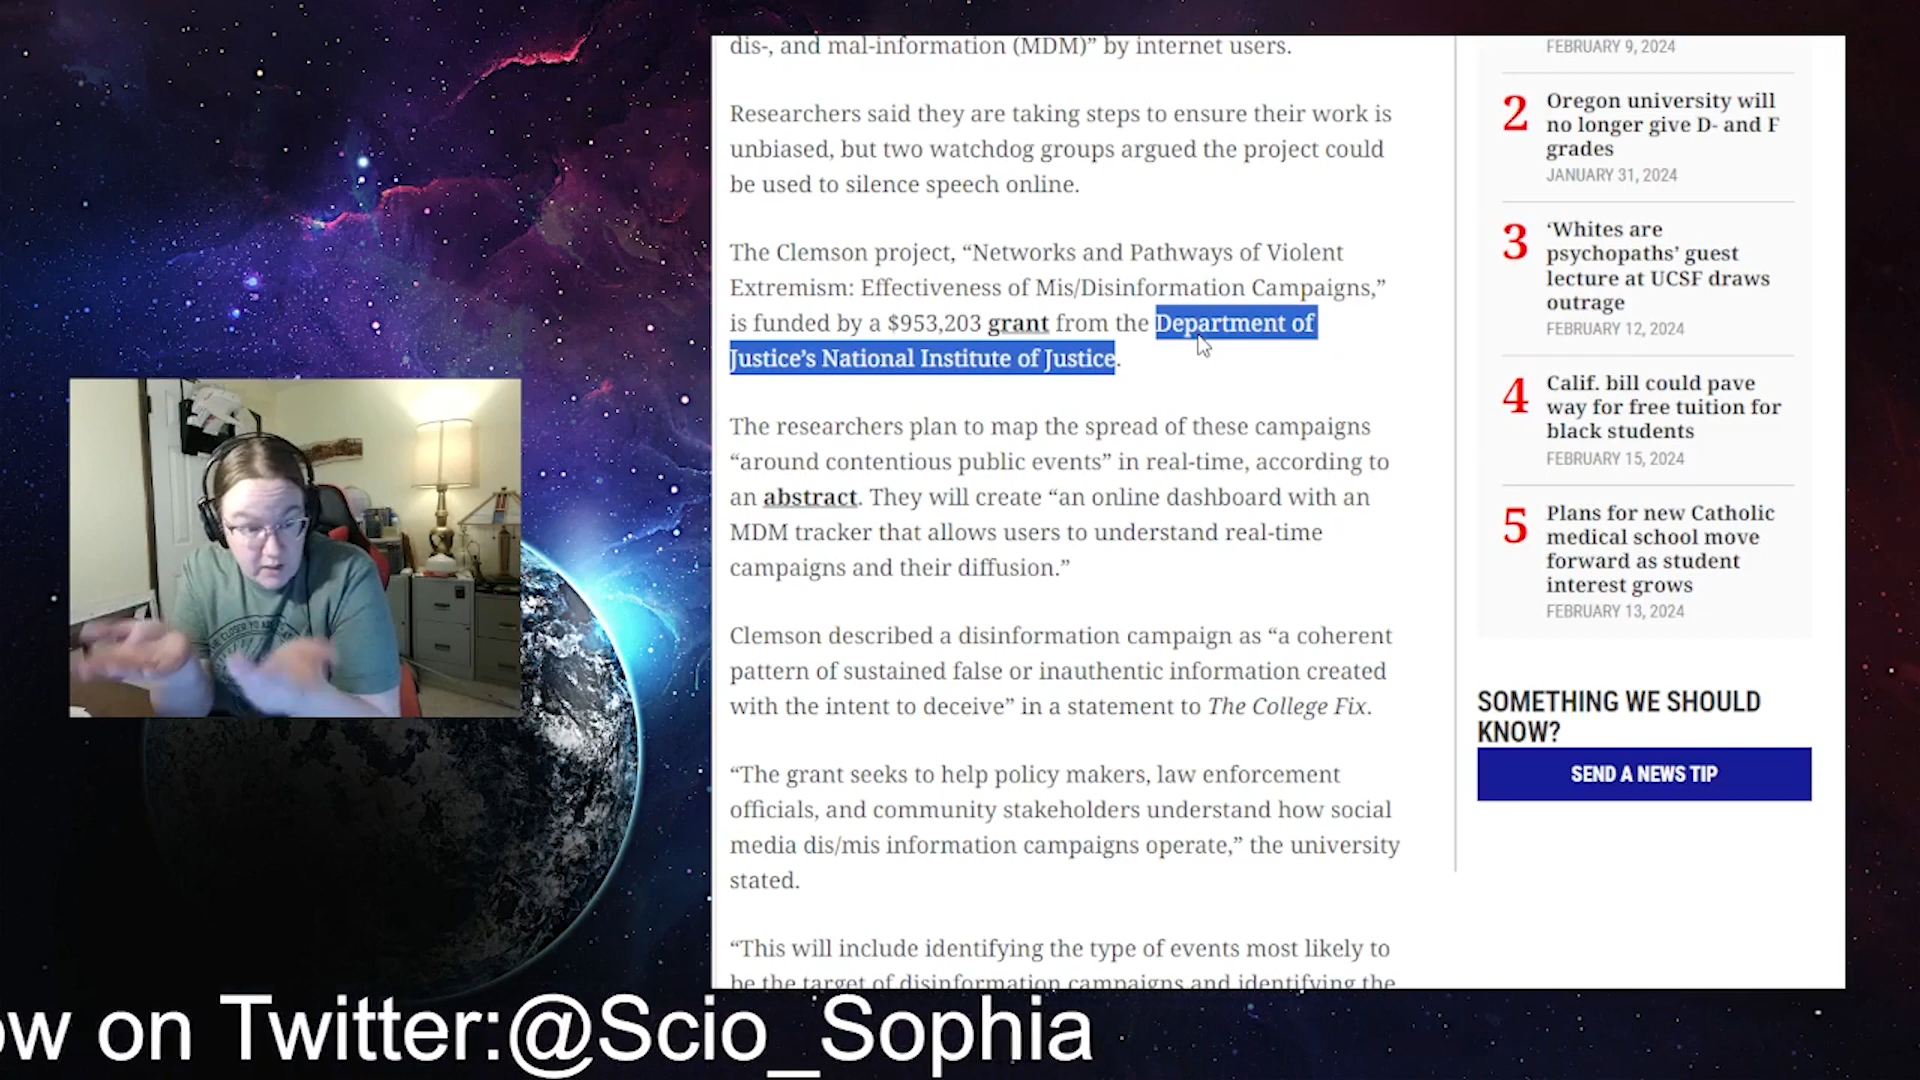 dis-, and mal-information (MDM)” by internet users.
Researchers said they are taking steps to ensure their work is
unbiased, but two watchdog groups argued the project could
be used to silence speech online.
The Clemson project, “Networks and Pathways of Violent
Extremism: Effectiveness of Mis/Disinformation Campaigns,”
is funded by a $953,203 grant from the Department of
Justice’s National Institute of Justice.
The researchers plan to map the spread of these campaigns
“around contentious public events” in real-time, according to
an abstract. They will create “an online dashboard with an
MDM tracker that allows users to understand real-time
campaigns and their diffusion.”
Clemson described a disinformation campaign as “a coherent
pattern of sustained false or inauthentic information created
with the intent to deceive” in a statement to The College Fix.
“The grant seeks to help policy makers, law enforcement
officials, and community stakeholders understand how social
media dis/mis information campaigns operate,” the university
stated.
“This will include identifying the type of events most likely to
be the target of disinformation campaigns and identifying the
FEBRUARY 9, 2024
2
Oregon university will
no longer give D- and F
grades
JANUARY 31, 2024
3
‘Whites are
psychopaths’ guest
lecture at UCSF draws
outrage
FEBRUARY 12, 2024
4
Calif. bill could pave
way for free tuition for
black students
FEBRUARY 15, 2024
5
Plans for new Catholic
medical school move
forward as student
interest grows
FEBRUARY 13, 2024
SOMETHING WE SHOULD
KNOW?
SEND A NEWS TIP
ow on Twitter:@Scio_Sophia